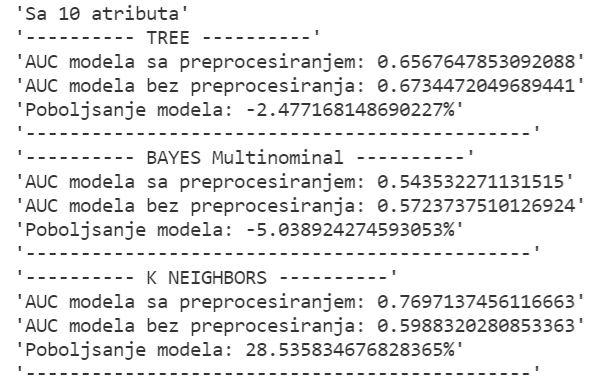 'Sa 10 atributa'
'---------- TREE ----------'
'AUC modela sa preprocesiranjem: 0.6567647853092088'
'AUC modela bez preprocesiranja: 0.6734472049689441'
'Poboljsanje modela: -2.477168148690227%'
'----------------------------------------------'
'---------- BAYES Multinominal ----------'
'AUC modela sa preprocesiranjem: 0.543532271131515'
'AUC modela bez preprocesiranja: 0.5723737510126924'
'Poboljsanje modela: -5.038924274593053%'
'----------------------------------------------'
'---------- K NEIGHBORS ----------'
'AUC modela sa preprocesiranjem: 0.7697137456116663'
'AUC modela bez preprocesiranja: 0.5988320280853363'
'Poboljsanje modela: 28.535834676828365%'
'----------------------------------------------'